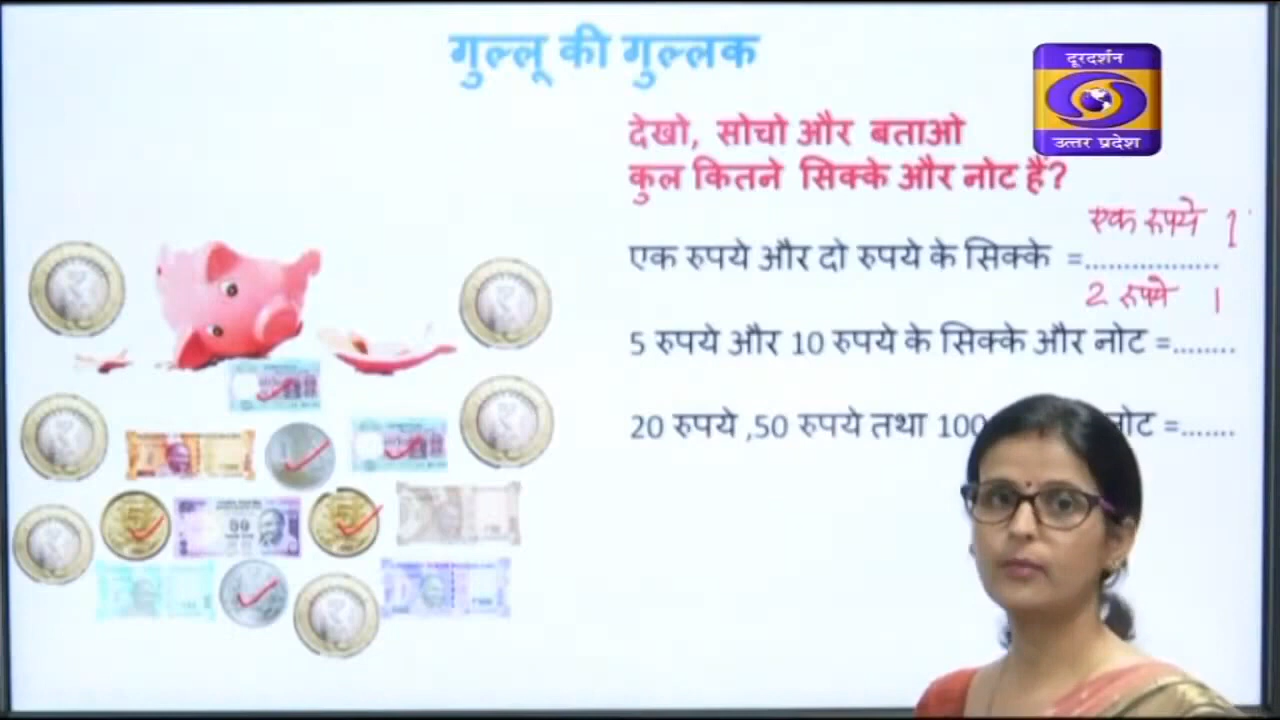 गुल्लू की गुल्लक
दूरदर्शन
उत्तर प्रदेश
देखो, सोचो और बताओ
कुल कितने सिक्के और नोट हैं?
एक रुपये 1
एक रुपये और दो रुपये के सिक्के =.................
2 रुपये 1
5 रुपये और 10 रुपये के सिक्के और नोट =........
20 रुपये ,50 रुपये तथा 100 नोट =.......